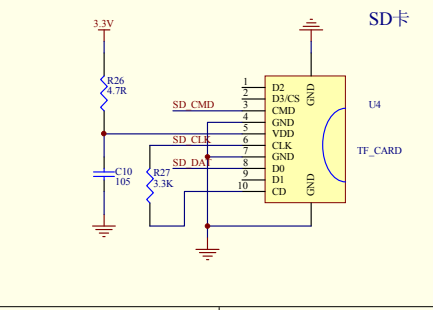 SD卡
3.3V
R26
4.7R
C10
105
SD_CMD
SD_CLK
SD_DAT
R27
3.3K
1 D2
2 D3/CS
3 CMD
4 GND
5 VDD
6 CLK
7 GND
8 D0
9 D1
10 CD
GND
GND
U4
TF_CARD